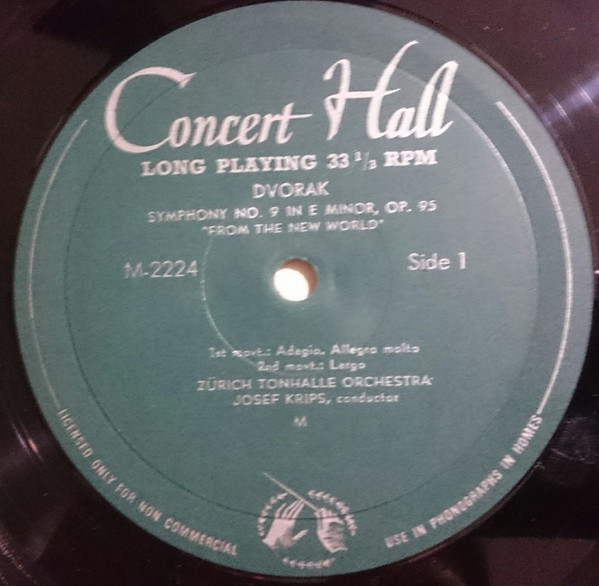 Concert Hall
LONG PLAYING 33 1/3 RPM
DVORAK
SYMPHONY NO. 9 IN E MINOR, OP. 95
"FROM THE NEW WORLD"
M-2224
Side 1
1st movt.: Adagio, Allegro molto
2nd movt.: Largo
ZÜRICH TONHALLE ORCHESTRA
JOSEF KRIPS, conductor
M
LICENSED ONLY FOR NON COMMERCIAL
USE IN PHONOGRAPHS IN HOMES